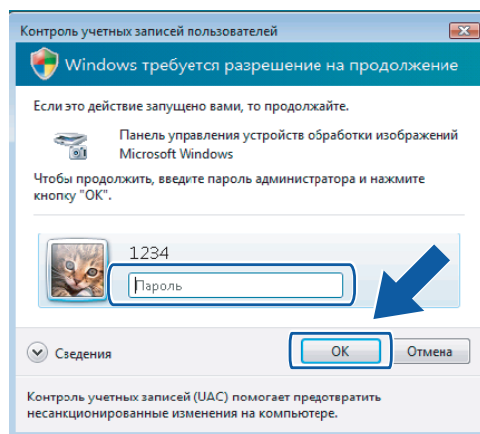 Контроль учетных записей пользователей
Windows требуется разрешение на продолжение
Если это действие запущено вами, то продолжайте.
Панель управления устройств обработки изображений
Microsoft Windows
Чтобы продолжить, введите пароль администратора и нажмите
кнопку "ОК".
1234
Пароль
Сведения
ОК
Отмена
Контроль учетных записей (UAC) помогает предотвратить
несанкционированные изменения на компьютере.